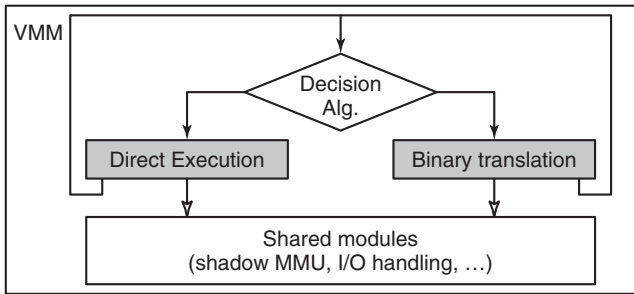 VMM
Decision
Alg.
Direct Execution
Binary translation
Shared modules
(shadow MMU, I/O handling, …)